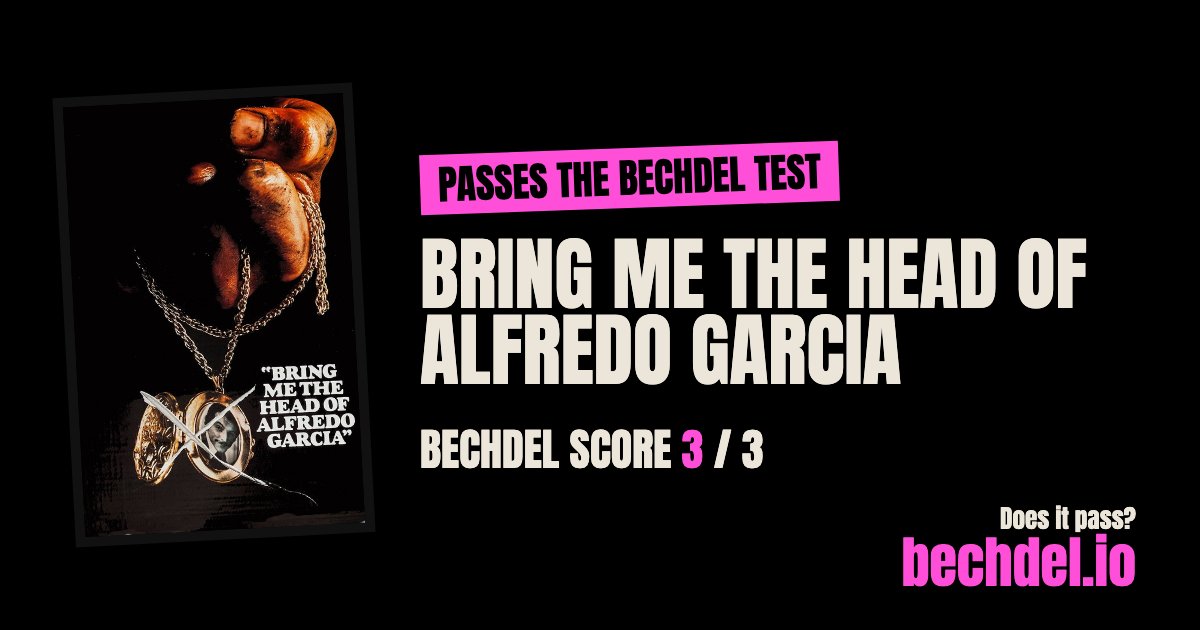 PASSES THE BECHDEL TEST
BRING ME THE HEAD OF
ALFREDO GARCIA
BECHDEL SCORE 3 / 3
"BRING
ME THE
HEAD OF
ALFREDO
GARCIA"
Does it pass?
bechdel.io